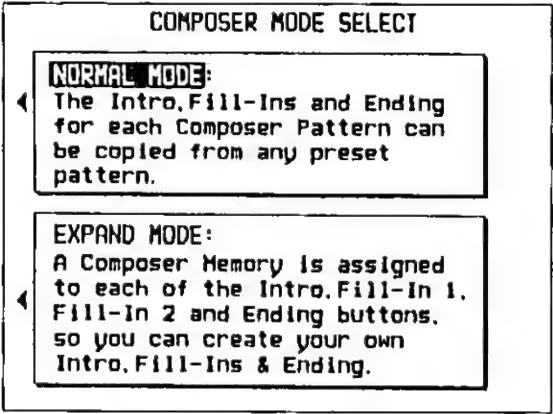 COMPOSER MODE SELECT
NORMAL MODE:
The Intro,Fill-Ins and Ending
for each Composer Pattern can
be copied from any preset
pattern.
EXPAND MODE:
A Composer Memory is assigned
to each of the Intro,Fill-In 1,
Fill-In 2 and Ending buttons,
so you can create your own
Intro,Fill-Ins & Ending.